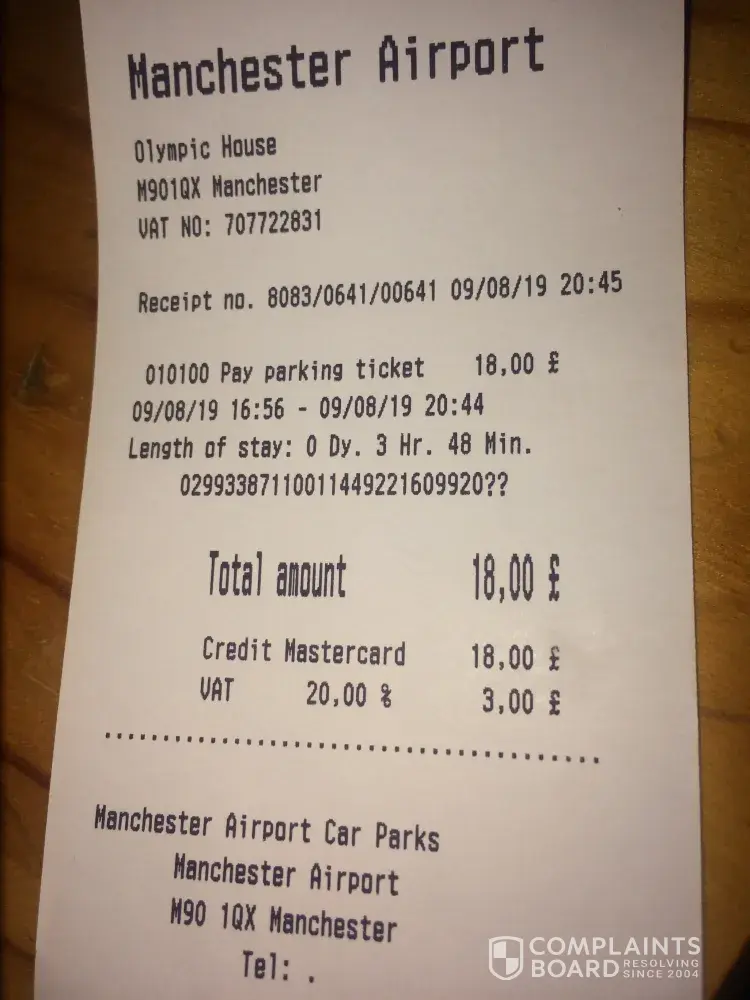 Manchester Airport
Olympic House
M901QX Manchester
VAT NO: 707722831
Receipt no. 8083/0641/00641 09/08/19 20:45
010100 Pay parking ticket 18,00 £
09/08/19 16:56 - 09/08/19 20:44
Length of stay: 0 Dy. 3 Hr. 48 Min.
02993387110011449221609920??
Total amount 18,00 £
Credit Mastercard 18,00 £
VAT 20,00 % 3,00 £
Manchester Airport Car Parks
Manchester Airport
M90 1QX Manchester
Tel: .
COMPLAINTS
BOARD RESOLVING SINCE 2004